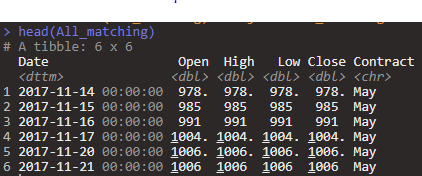 > head(All_matching)
# A tibble: 6 x 6
  Date                 Open  High   Low Close Contract
  <dttm>              <dbl> <dbl> <dbl> <dbl> <chr>
1 2017-11-14 00:00:00  978.  978.  978.  978. May
2 2017-11-15 00:00:00  985   985   985   985  May
3 2017-11-16 00:00:00  991   991   991   991  May
4 2017-11-17 00:00:00 1004. 1004. 1004. 1004. May
5 2017-11-20 00:00:00 1006. 1006. 1006. 1006. May
6 2017-11-21 00:00:00 1006  1006  1006  1006  May